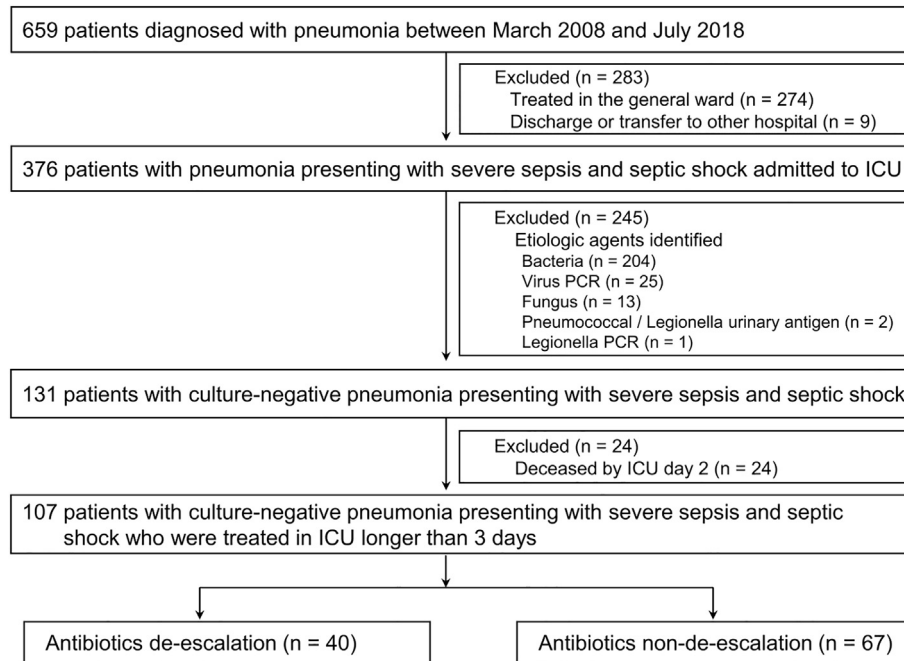 659 patients diagnosed with pneumonia between March 2008 and July 2018
Excluded (n = 283)
Treated in the general ward (n = 274)
Discharge or transfer to other hospital (n = 9)
376 patients with pneumonia presenting with severe sepsis and septic shock admitted to ICU
Excluded (n = 245)
Etiologic agents identified
Bacteria (n = 204)
Virus PCR (n = 25)
Fungus (n = 13)
Pneumococcal / Legionella urinary antigen (n = 2)
Legionella PCR (n = 1)
131 patients with culture-negative pneumonia presenting with severe sepsis and septic shock
Excluded (n = 24)
Deceased by ICU day 2 (n = 24)
107 patients with culture-negative pneumonia presenting with severe sepsis and septic
shock who were treated in ICU longer than 3 days
Antibiotics de-escalation (n = 40)
Antibiotics non-de-escalation (n = 67)